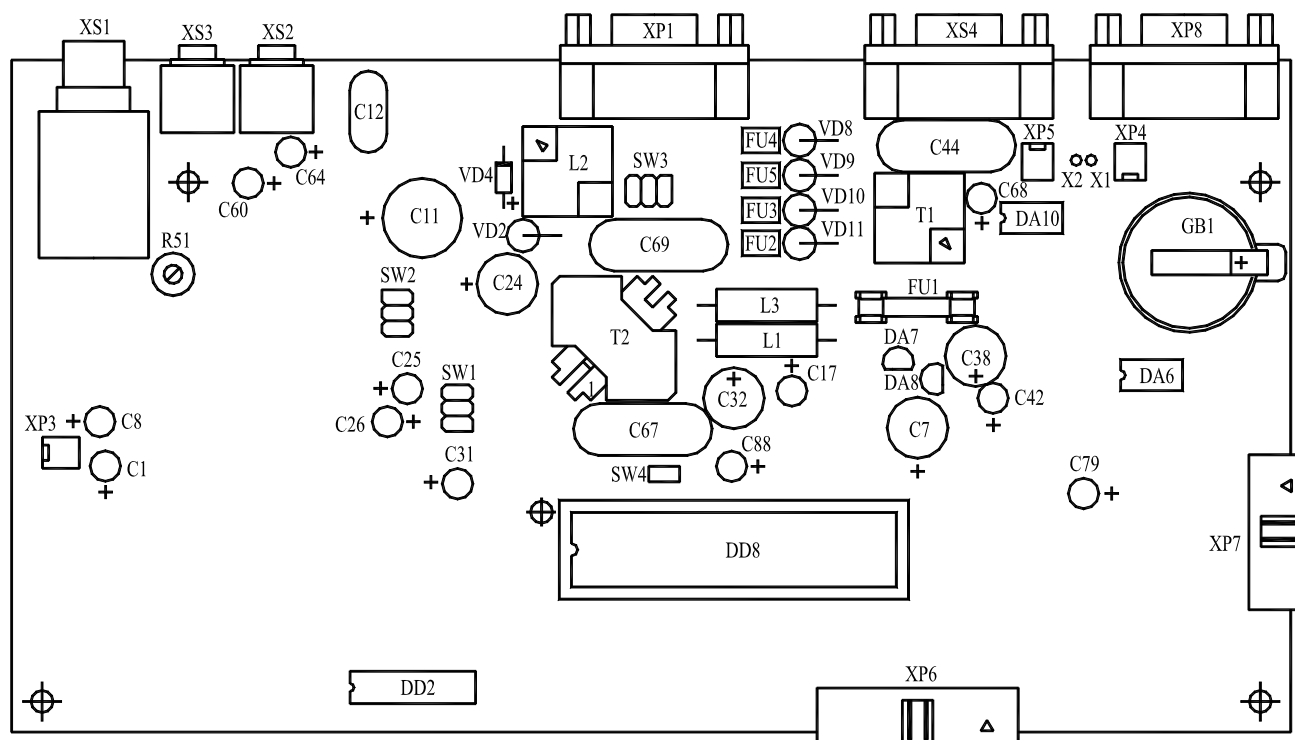 XS1
XS3
XS2
XP1
XS4
XP8
C12
C64
C60
R51
VD4
L2
SW3
FU4
VD8
FU5
VD9
FU3
VD10
FU2
VD11
C44
XP5
X2
X1
XP4
C11
VD2
C69
T1
C68
DA10
GB1
SW2
C24
T2
1
L3
L1
FU1
DA7
DA8
C38
DA6
C25
SW1
C26
C17
C32
C42
XP3
C8
C1
C31
C67
C88
C7
SW4
C79
DD8
XP7
DD2
XP6